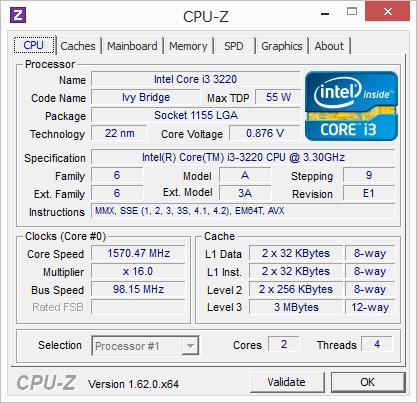 CPU-Z
CPU Caches Mainboard Memory SPD Graphics About
Processor
Name Intel Core i3 3220
Code Name Ivy Bridge Max TDP 55 W
Package Socket 1155 LGA
Technology 22 nm Core Voltage 0.876 V
intel inside™
CORE™ i3
Specification Intel(R) Core(TM) i3-3220 CPU @ 3.30GHz
Family 6 Model A Stepping 9
Ext. Family 6 Ext. Model 3A Revision E1
Instructions MMX, SSE (1, 2, 3, 3S, 4.1, 4.2), EM64T, AVX
Clocks (Core #0)
Core Speed 1570.47 MHz
Multiplier x 16.0
Bus Speed 98.15 MHz
Rated FSB
Cache
L1 Data 2 x 32 KBytes 8-way
L1 Inst. 2 x 32 KBytes 8-way
Level 2 2 x 256 KBytes 8-way
Level 3 3 MBytes 12-way
Selection Processor #1 Cores 2 Threads 4
CPU-Z Version 1.62.0.x64 Validate OK